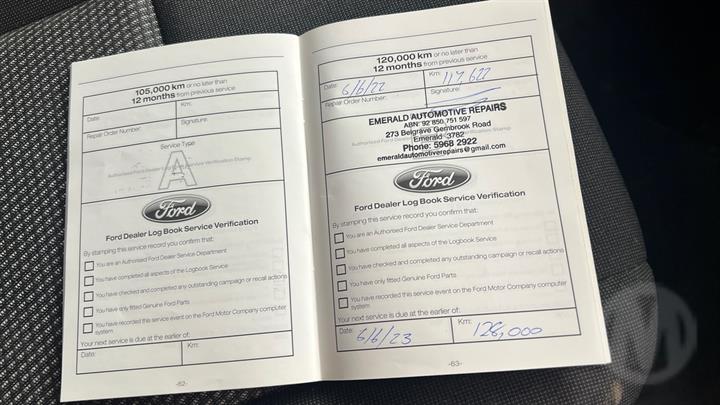 105,000 km or no later than
12 months from previous service
Date:
Km:
Repair Order Number:
Signature:
Service Type
A
Authorised Ford Dealer Log Book Service Verification Stamp
Ford
Ford Dealer Log Book Service Verification
By stamping this service record you confirm that:
You are an Authorised Ford Dealer Service Department
You have completed all aspects of the Logbook Service
You have checked and completed any outstanding campaign or recall actions
You have only fitted Genuine Ford Parts
You have recorded this service event on the Ford Motor Company computer
system
Your next service is due at the earlier of:
Date:
Km:
-62-
120,000 km or no later than
12 months from previous service
Date: 6/6/22
Km: 117,622
Repair Order Number:
Signature:
EMERALD AUTOMOTIVE REPAIRS
ABN: 92 850 751 597
273 Belgrave Gembrook Road
Emerald 3782
Phone: 5968 2922
emeraldautomotiverepairs@gmail.com
Ford
Ford Dealer Log Book Service Verification
By stamping this service record you confirm that:
You are an Authorised Ford Dealer Service Department
You have completed all aspects of the Logbook Service
You have checked and completed any outstanding campaign or recall actions
You have only fitted Genuine Ford Parts
You have recorded this service event on the Ford Motor Company computer
system
Your next service is due at the earlier of:
Date: 6/6/23
Km: 128,000
-63-